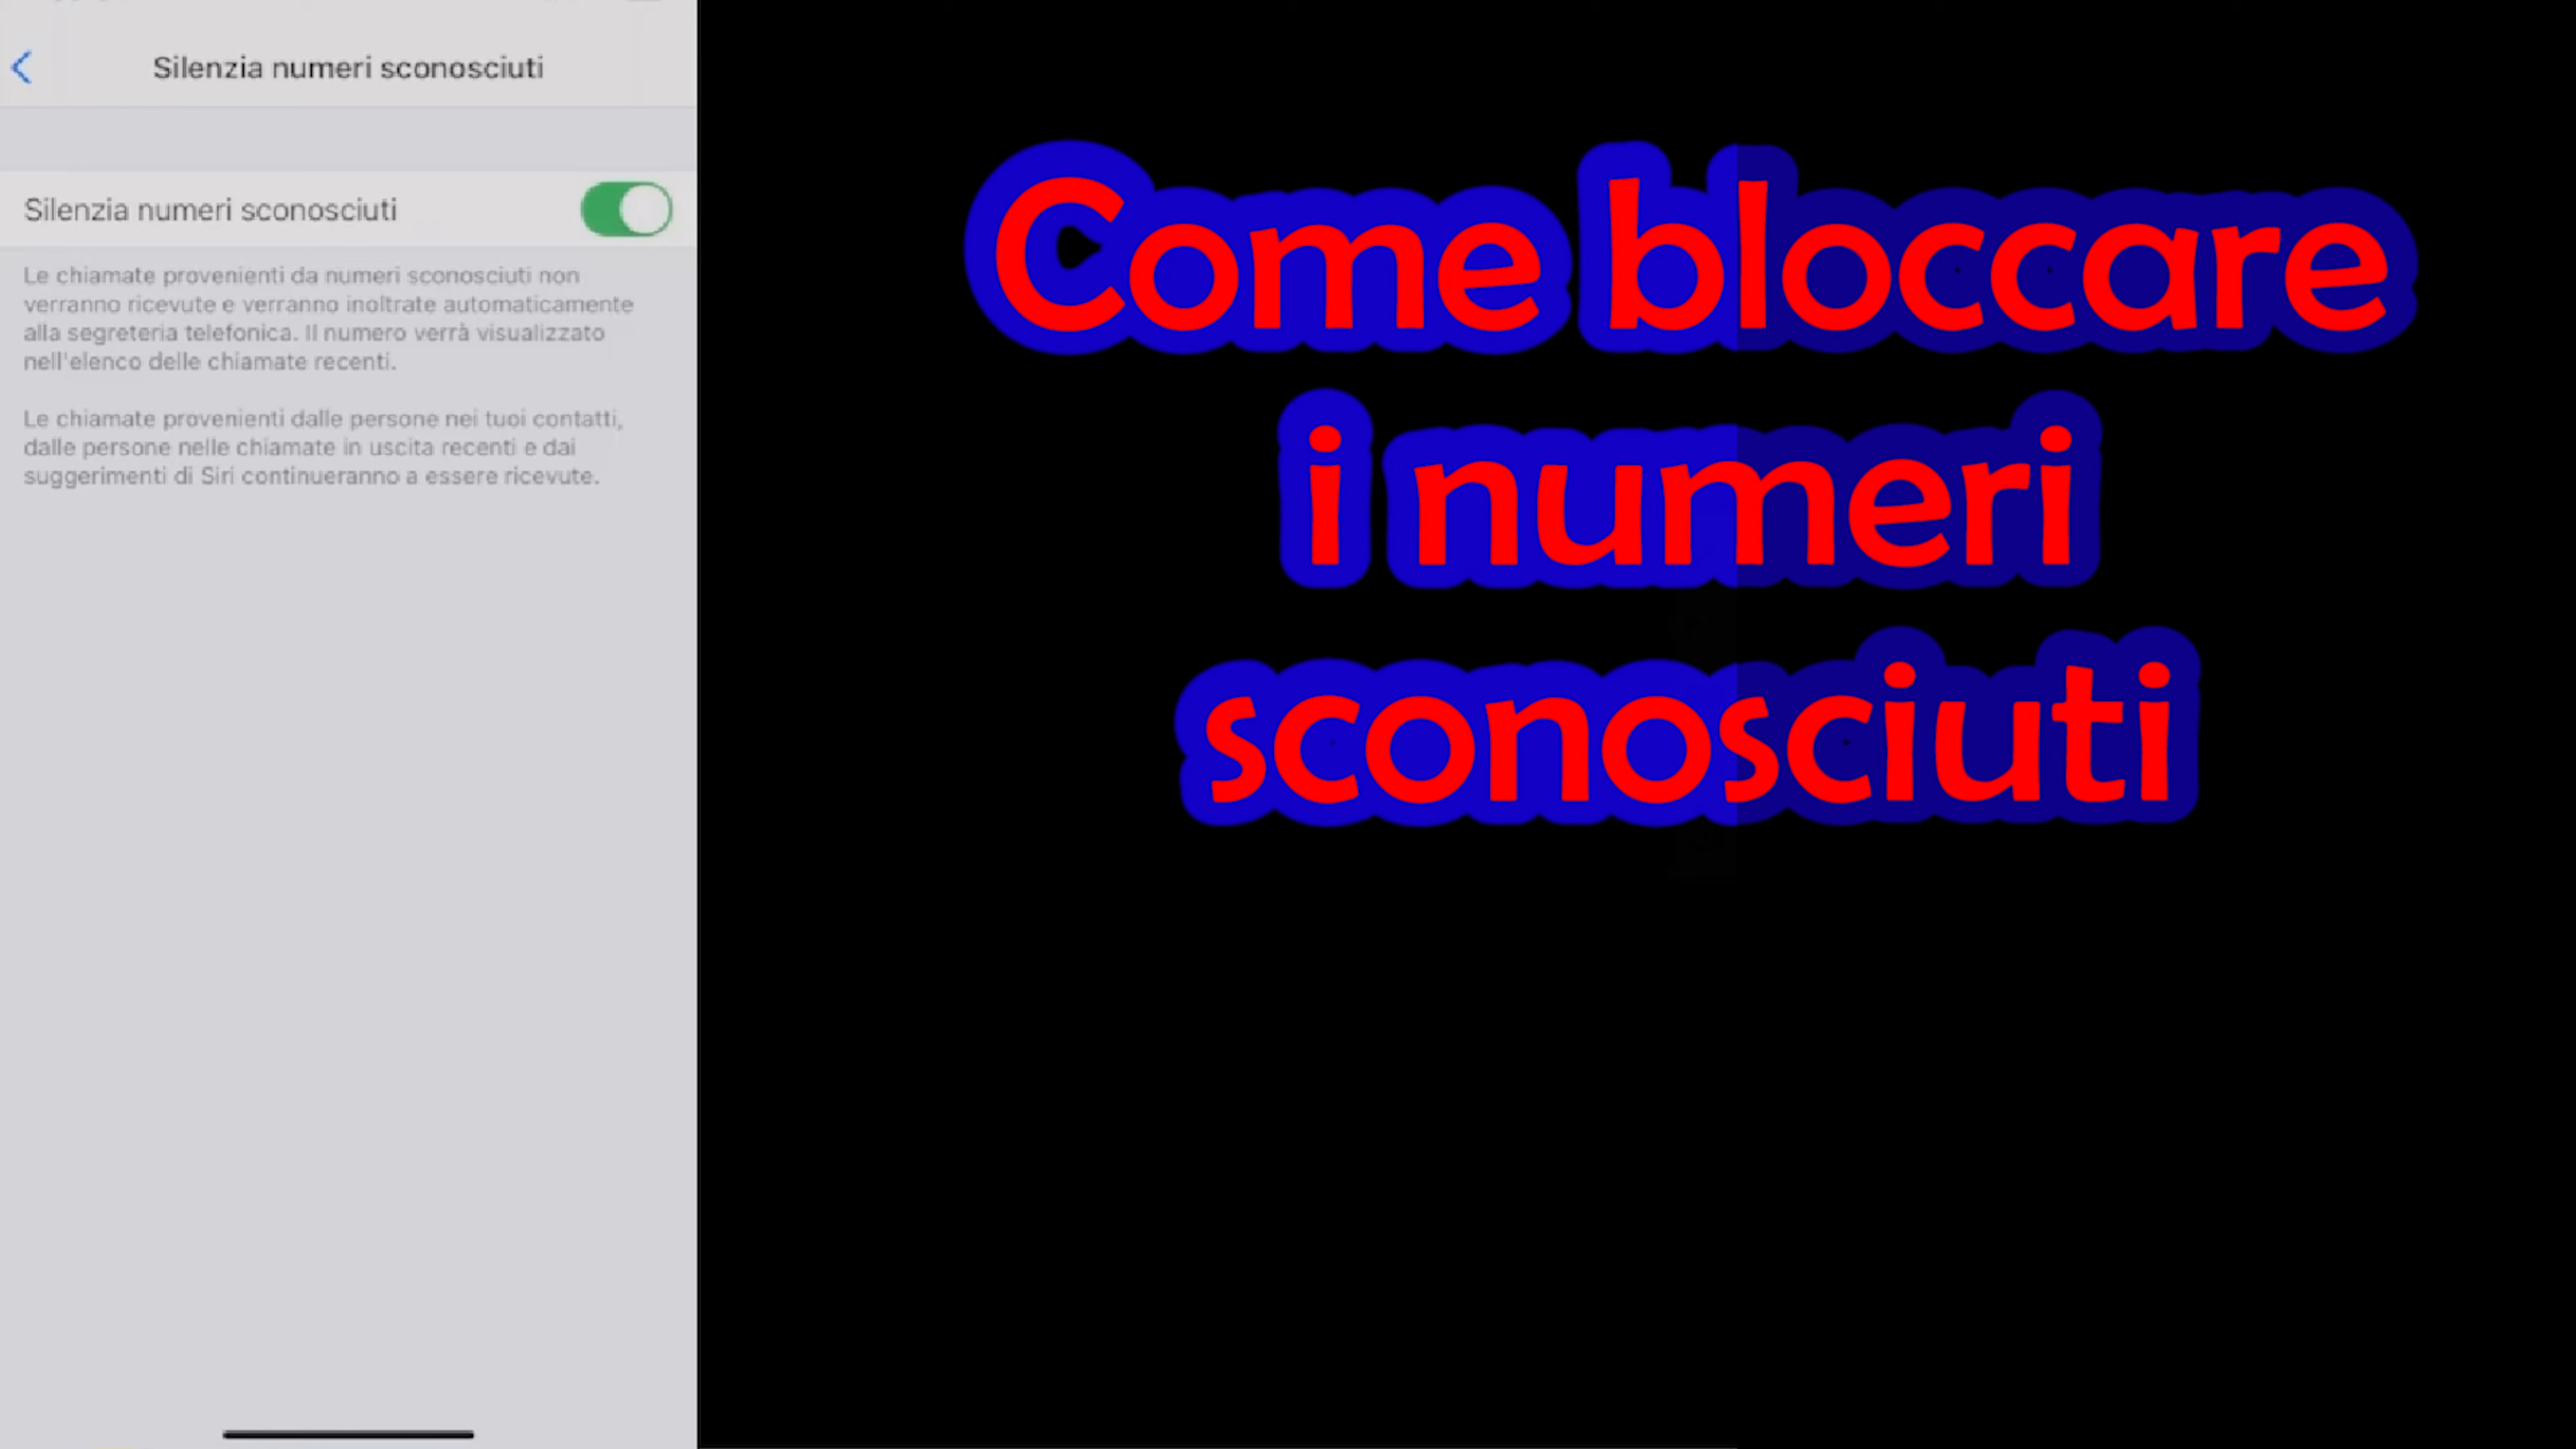 Silenzia numeri sconosciuti
Silenzia numeri sconosciuti
Le chiamate provenienti da numeri sconosciuti non
verranno ricevute e verranno inoltrate automaticamente
alla segreteria telefonica. Il numero verrà visualizzato
nell'elenco delle chiamate recenti.
Le chiamate provenienti dalle persone nei tuoi contatti,
dalle persone nelle chiamate in uscita recenti e dai
suggerimenti di Siri continueranno a essere ricevute.
Come bloccare
i numeri
sconosciuti